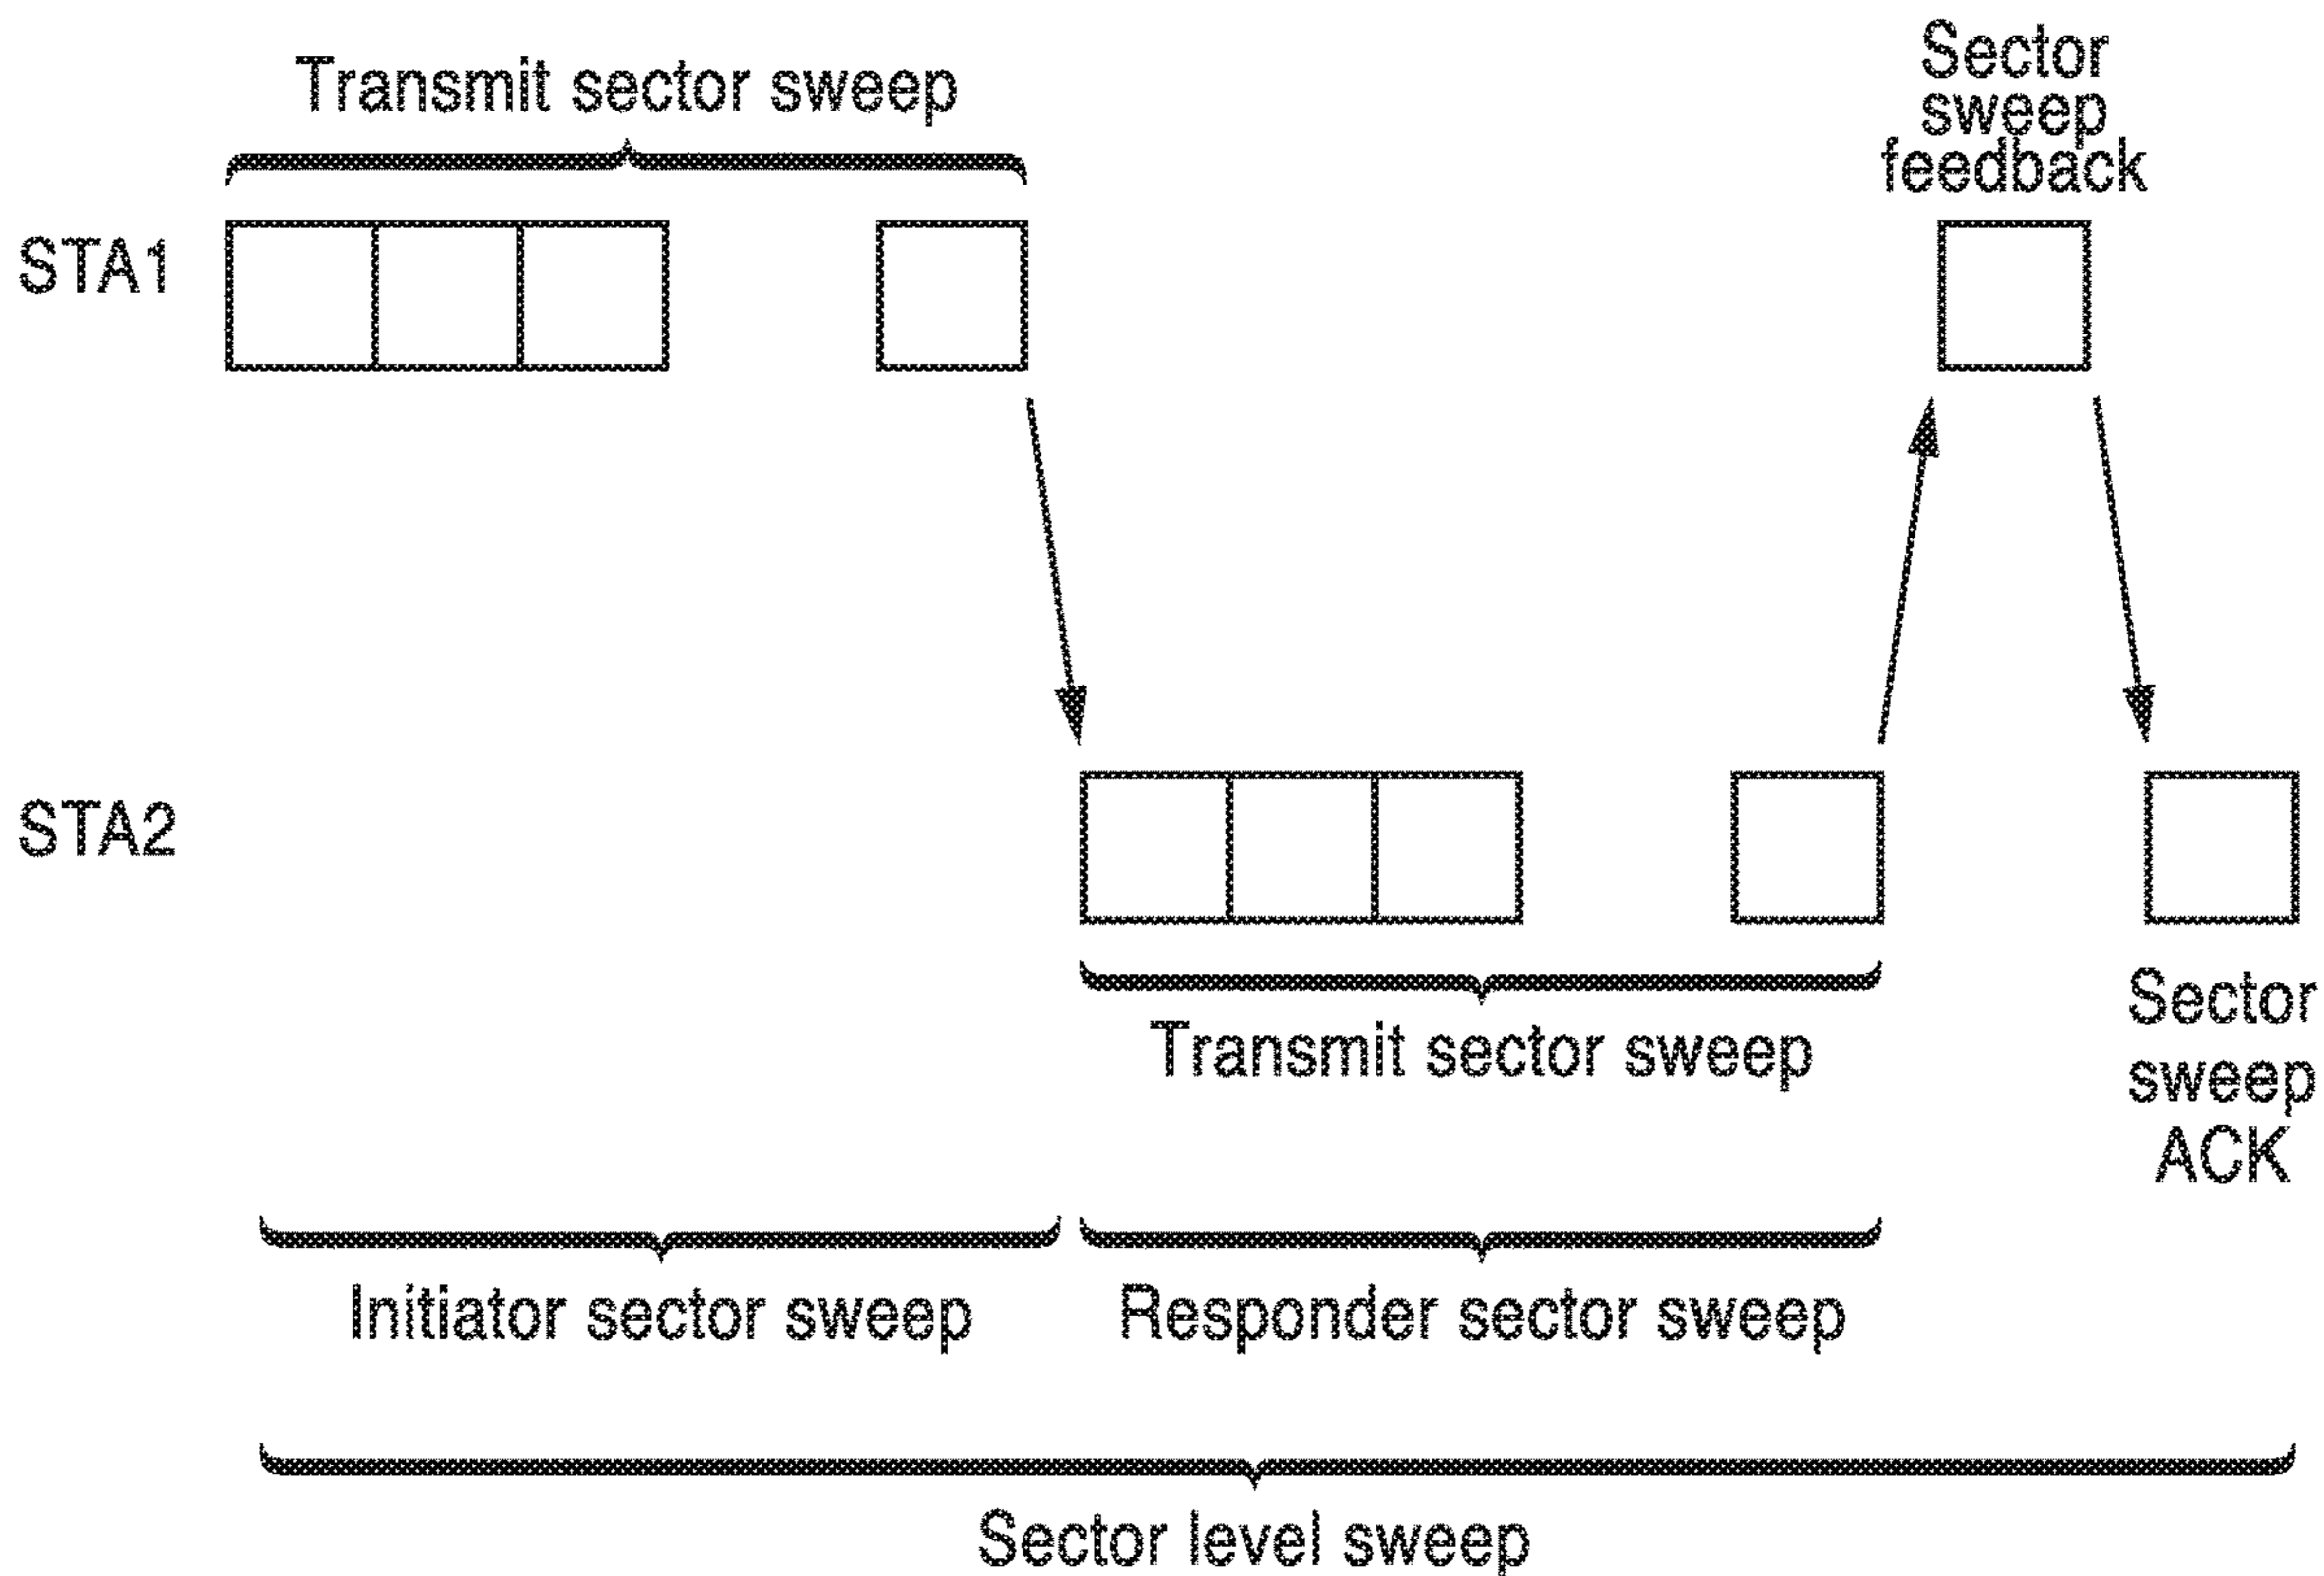 Transmit sector sweep
Sector
sweep
feedback
STA1
STA2
Transmit sector sweep
Sector
sweep
ACK
Initiator sector sweep
Responder sector sweep
Sector level sweep